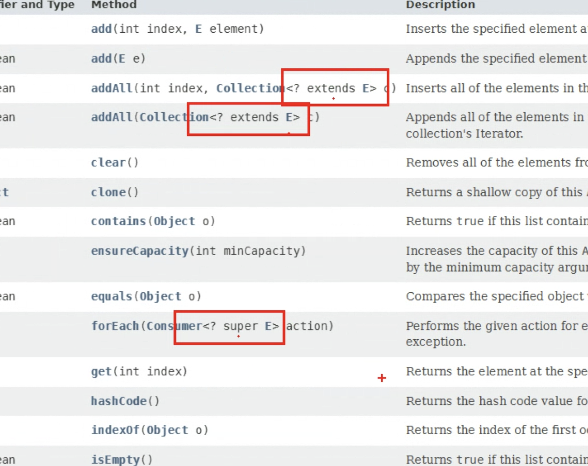 ifier and Type Method Description
add(int index, E element) Inserts the specified element a
ean add(E e) Appends the specified element
ean addAll(int index, Collection<? extends E> c) Inserts all of the elements in th
ean addAll(Collection<? extends E> c) Appends all of the elements in
collection's Iterator.
clear() Removes all of the elements fro
ct clone() Returns a shallow copy of this A
ean contains(Object o) Returns true if this list contain
ensureCapacity(int minCapacity) Increases the capacity of this A
by the minimum capacity argu
ean equals(Object o) Compares the specified object
forEach(Consumer<? super E> action) Performs the given action for e
exception.
get(int index) Returns the element at the spe
hashCode() Returns the hash code value fo
indexOf(Object o) Returns the index of the first o
ean isEmpty() Returns true if this list contain